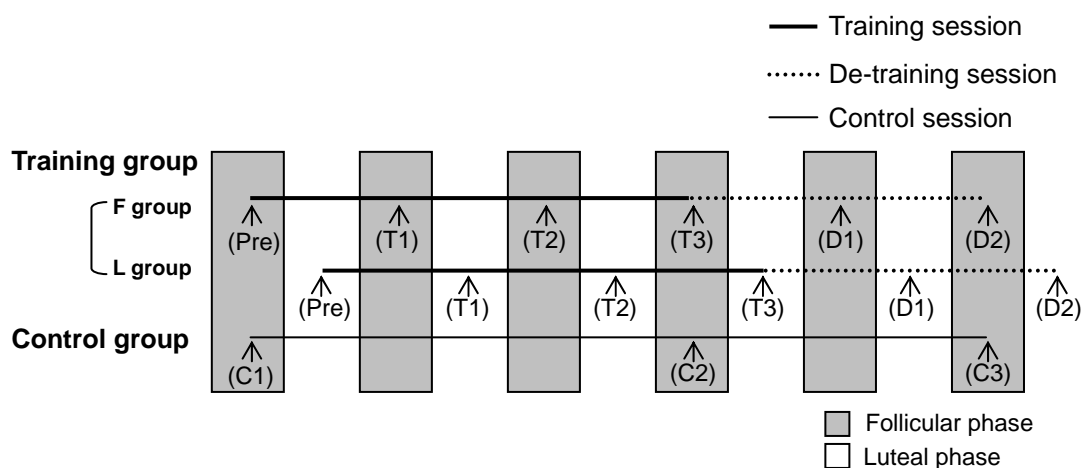 Training session
De-training session
Control session
Training group
F group
(Pre) (T1) (T2) (T3) (D1) (D2)
L group
(Pre) (T1) (T2) (T3) (D1) (D2)
Control group
(C1) (C2) (C3)
Follicular phase
Luteal phase